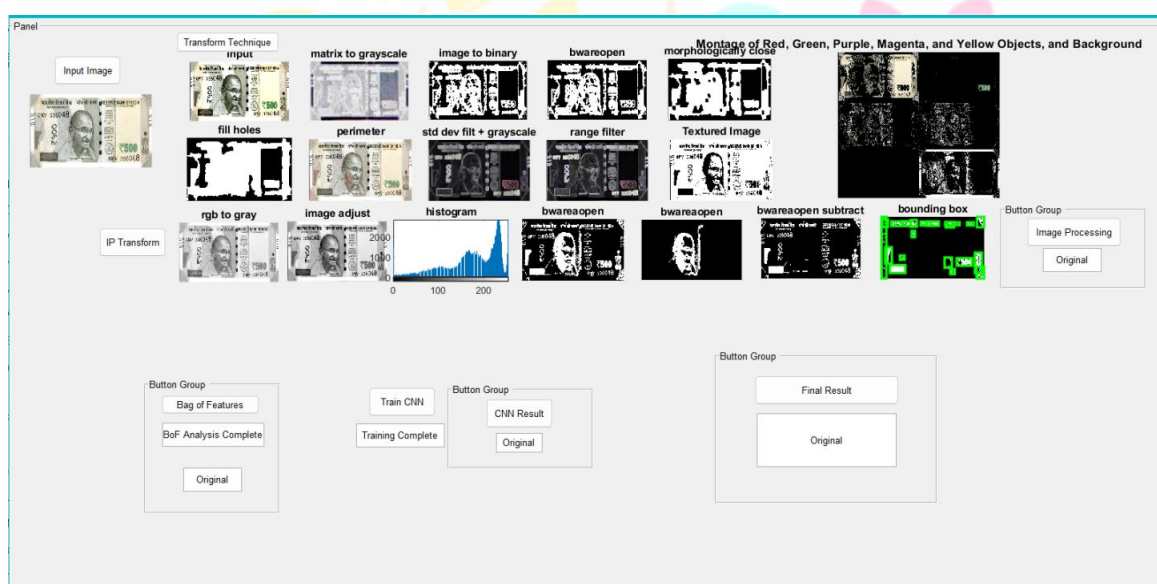 Panel
Input Image
Transform Technique
input
matrix to grayscale
image to binary
bwareopen
morphologically close
Montage of Red, Green, Purple, Magenta, and Yellow Objects, and Background
fill holes
perimeter
std dev filt + grayscale
range filter
Textured Image
IP Transform
rgb to gray
image adjust
histogram
2000
1000
0
0
100
200
bwareaopen
bwareaopen
bwareaopen subtract
bounding box
Button Group
Image Processing
Original
Button Group
Bag of Features
BoF Analysis Complete
Original
Train CNN
Training Complete
Button Group
CNN Result
Original
Button Group
Final Result
Original